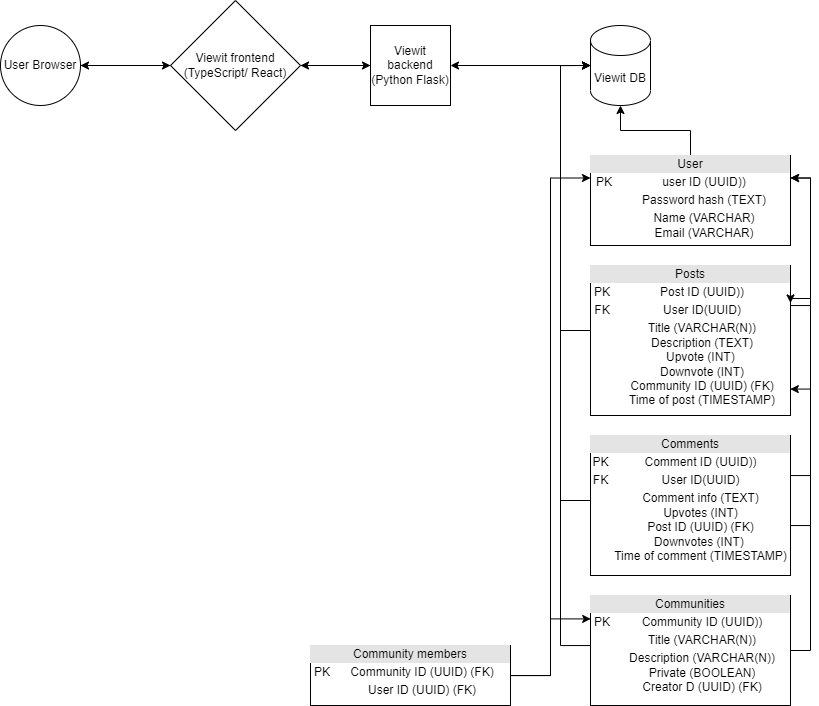 User Browser
Viewit frontend
(TypeScript/ React)
Viewit
backend
(Python Flask)
Viewit DB
User
PK user ID (UUID))
Password hash (TEXT)
Name (VARCHAR)
Email (VARCHAR)
Posts
PK Post ID (UUID))
FK User ID(UUID)
Title (VARCHAR(N))
Description (TEXT)
Upvote (INT)
Downvote (INT)
Community ID (UUID) (FK)
Time of post (TIMESTAMP)
Comments
PK Comment ID (UUID))
FK User ID(UUID)
Comment info (TEXT)
Upvotes (INT)
Post ID (UUID) (FK)
Downvotes (INT)
Time of comment (TIMESTAMP)
Communities
PK Community ID (UUID))
Title (VARCHAR(N))
Description (VARCHAR(N))
Private (BOOLEAN)
Creator D (UUID) (FK)
Community members
PK Community ID (UUID) (FK)
User ID (UUID) (FK)